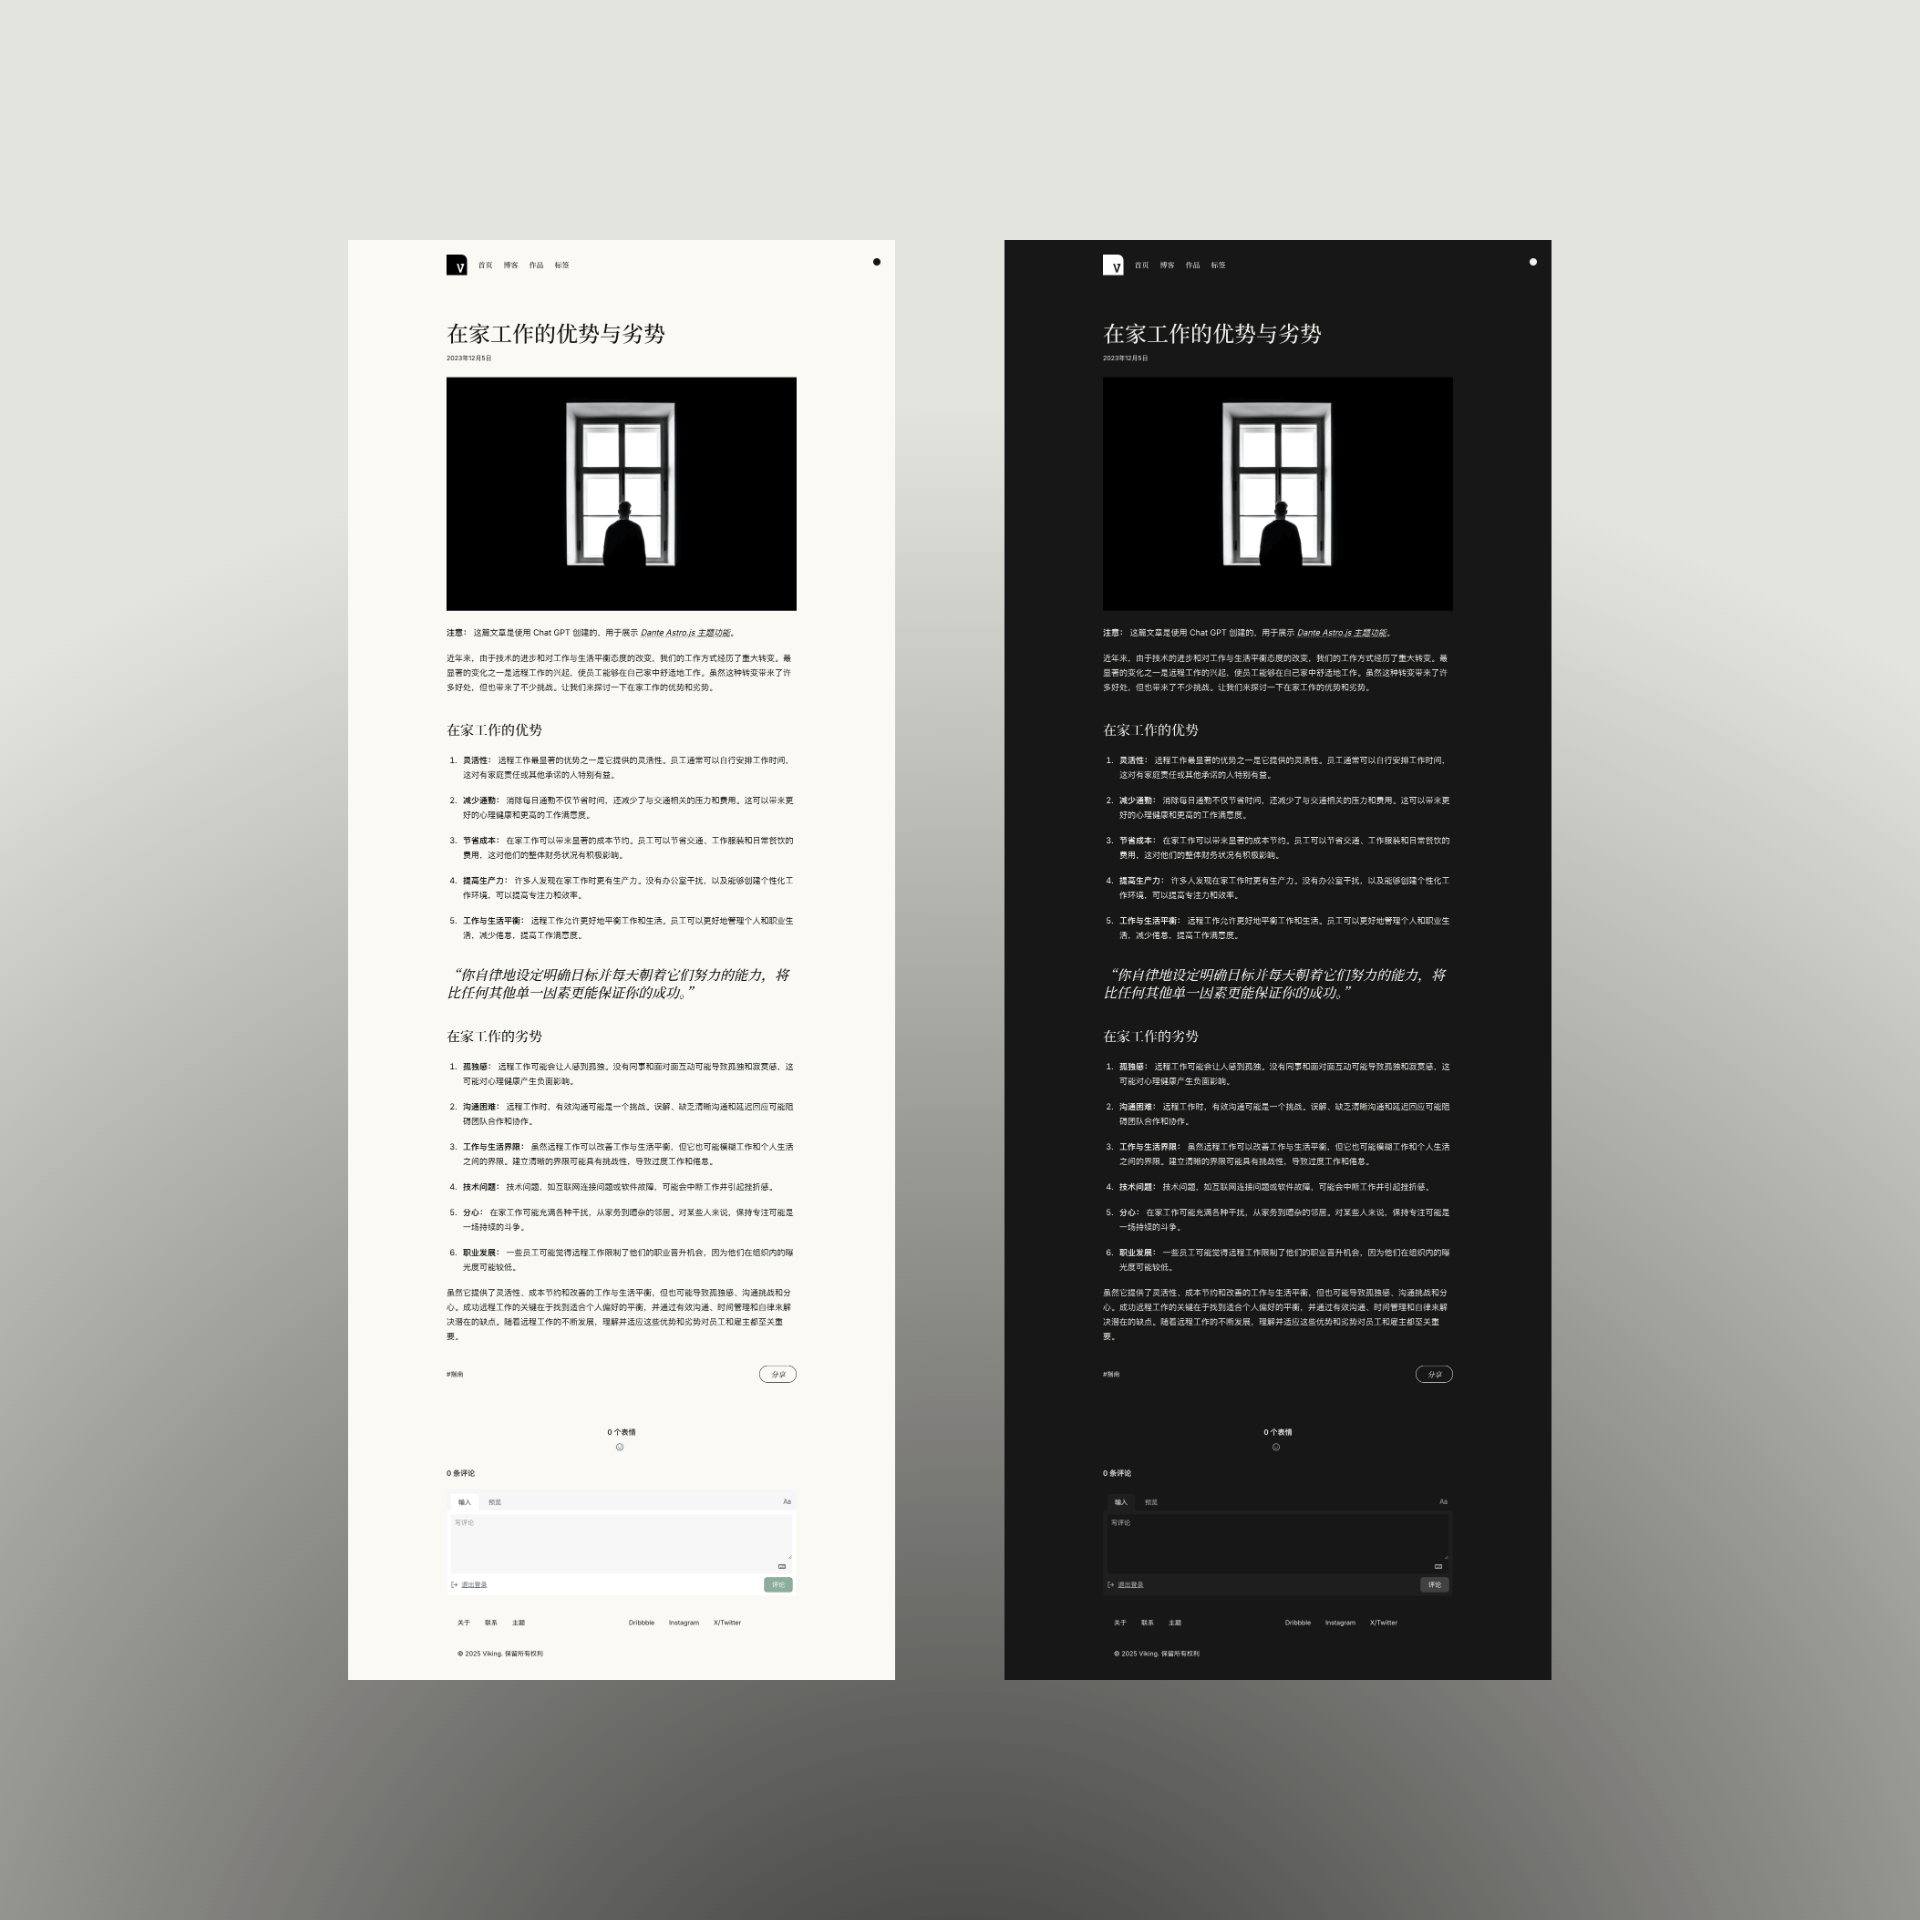 V
首页 博客 作品 标签
在家工作的优势与劣势
2023年12月5日
注意： 这篇文章是使用 Chat GPT 创建的，用于展示 Dante Astro.js 主题功能。
近年来，由于技术的进步和对工作与生活平衡态度的改变，我们的工作方式经历了重大转变。最
显著的变化之一是远程工作的兴起，使员工能够在自己家中舒适地工作。虽然这种转变带来了许
多好处，但也带来了不少挑战。让我们来探讨一下在家工作的优势和劣势。
在家工作的优势
1. 灵活性： 远程工作最显著的优势之一是它提供的灵活性。员工通常可以自行安排工作时间，
这对有家庭责任或其他承诺的人特别有益。
2. 减少通勤： 消除每日通勤不仅节省时间，还减少了与交通相关的压力和费用。这可以带来更
好的心理健康和更高的工作满意度。
3. 节省成本： 在家工作可以带来显著的成本节约。员工可以节省交通、工作服装和日常餐饮的
费用，这对他们的整体财务状况有积极影响。
4. 提高生产力： 许多人发现在家工作时更有生产力。没有办公室干扰，以及能够创建个性化工
作环境，可以提高专注力和效率。
5. 工作与生活平衡： 远程工作允许更好地平衡工作和生活。员工可以更好地管理个人和职业生
活，减少倦怠，提高工作满意度。
“你自律地设定明确目标并每天朝着它们努力的能力，将
比任何其他单一因素更能保证你的成功。”
在家工作的劣势
1. 孤独感： 远程工作可能会让人感到孤独。没有同事和面对面互动可能导致孤独和寂寞感，这
可能对心理健康产生负面影响。
2. 沟通困难： 远程工作时，有效沟通可能是一个挑战。误解、缺乏清晰沟通和延迟回应可能阻
碍团队合作和协作。
3. 工作与生活界限： 虽然远程工作可以改善工作与生活平衡，但它也可能模糊工作和个人生活
之间的界限。建立清晰的界限可能具有挑战性，导致过度工作和倦怠。
4. 技术问题： 技术问题，如互联网连接问题或软件故障，可能会中断工作并引起挫折感。
5. 分心： 在家工作可能充满各种干扰，从家务到嘈杂的邻居。对某些人来说，保持专注可能是
一场持续的斗争。
6. 职业发展： 一些员工可能觉得远程工作限制了他们的职业晋升机会，因为他们在组织内的曝
光度可能较低。
虽然它提供了灵活性、成本节约和改善的工作与生活平衡，但也可能导致孤独感、沟通挑战和分
心。成功远程工作的关键在于找到适合个人偏好的平衡，并通过有效沟通、时间管理和自律来解
决潜在的缺点。随着远程工作的不断发展，理解并适应这些优势和劣势对员工和雇主都至关重
要。
#指南 分享
0 个表情
0 条评论
输入 预览 Aa
写评论
退出登录 评论
关于 联系 主题 Dribbble Instagram X/Twitter
© 2025 Viking. 保留所有权利
V
首页 博客 作品 标签
在家工作的优势与劣势
2023年12月5日
注意： 这篇文章是使用 Chat GPT 创建的，用于展示 Dante Astro.js 主题功能。
近年来，由于技术的进步和对工作与生活平衡态度的改变，我们的工作方式经历了重大转变。最
显著的变化之一是远程工作的兴起，使员工能够在自己家中舒适地工作。虽然这种转变带来了许
多好处，但也带来了不少挑战。让我们来探讨一下在家工作的优势和劣势。
在家工作的优势
1. 灵活性： 远程工作最显著的优势之一是它提供的灵活性。员工通常可以自行安排工作时间，
这对有家庭责任或其他承诺的人特别有益。
2. 减少通勤： 消除每日通勤不仅节省时间，还减少了与交通相关的压力和费用。这可以带来更
好的心理健康和更高的工作满意度。
3. 节省成本： 在家工作可以带来显著的成本节约。员工可以节省交通、工作服装和日常餐饮的
费用，这对他们的整体财务状况有积极影响。
4. 提高生产力： 许多人发现在家工作时更有生产力。没有办公室干扰，以及能够创建个性化工
作环境，可以提高专注力和效率。
5. 工作与生活平衡： 远程工作允许更好地平衡工作和生活。员工可以更好地管理个人和职业生
活，减少倦怠，提高工作满意度。
“你自律地设定明确目标并每天朝着它们努力的能力，将
比任何其他单一因素更能保证你的成功。”
在家工作的劣势
1. 孤独感： 远程工作可能会让人感到孤独。没有同事和面对面互动可能导致孤独和寂寞感，这
可能对心理健康产生负面影响。
2. 沟通困难： 远程工作时，有效沟通可能是一个挑战。误解、缺乏清晰沟通和延迟回应可能阻
碍团队合作和协作。
3. 工作与生活界限： 虽然远程工作可以改善工作与生活平衡，但它也可能模糊工作和个人生活
之间的界限。建立清晰的界限可能具有挑战性，导致过度工作和倦怠。
4. 技术问题： 技术问题，如互联网连接问题或软件故障，可能会中断工作并引起挫折感。
5. 分心： 在家工作可能充满各种干扰，从家务到嘈杂的邻居。对某些人来说，保持专注可能是
一场持续的斗争。
6. 职业发展： 一些员工可能觉得远程工作限制了他们的职业晋升机会，因为他们在组织内的曝
光度可能较低。
虽然它提供了灵活性、成本节约和改善的工作与生活平衡，但也可能导致孤独感、沟通挑战和分
心。成功远程工作的关键在于找到适合个人偏好的平衡，并通过有效沟通、时间管理和自律来解
决潜在的缺点。随着远程工作的不断发展，理解并适应这些优势和劣势对员工和雇主都至关重
要。
#指南 分享
0 个表情
0 条评论
输入 预览 Aa
写评论
退出登录 评论
关于 联系 主题 Dribbble Instagram X/Twitter
© 2025 Viking. 保留所有权利